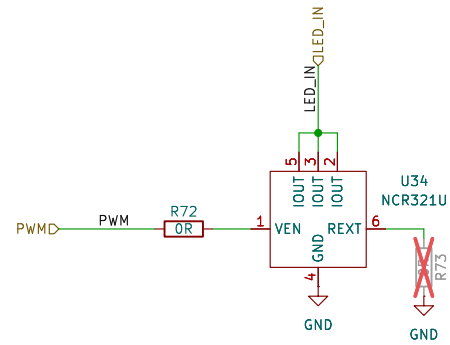 LED_IN
LED_IN
5
3
2
IOUT
IOUT
IOUT
U34
NCR321U
R72
PWM
PWM
0R
1
VEN
REXT
6
GND
4
R73
GND
GND